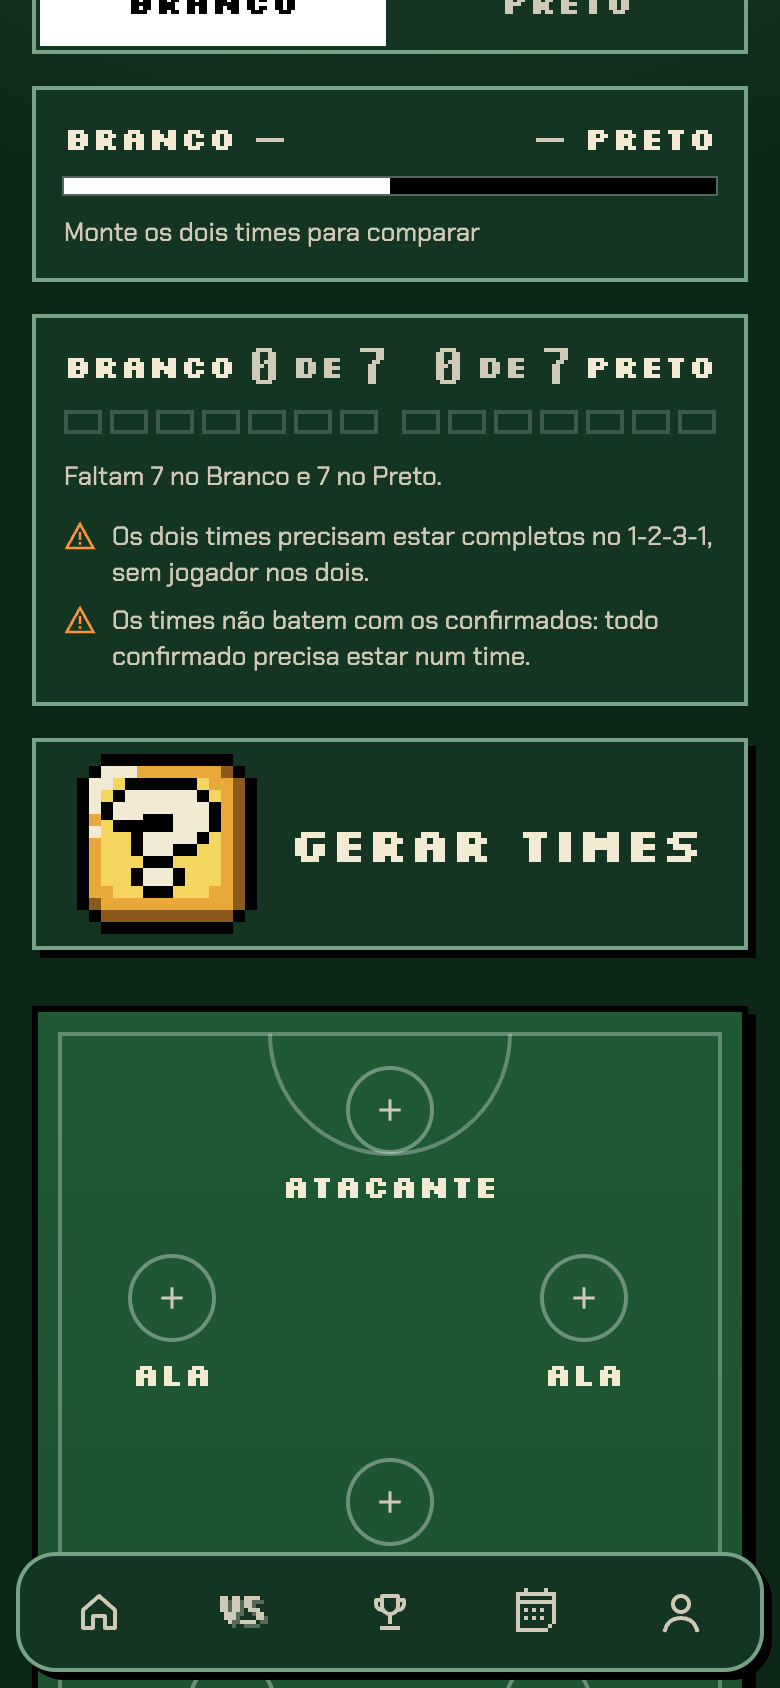 BRANCO PRETO
BRANCO — — PRETO
Monte os dois times para comparar
BRANCO 0 DE 7 0 DE 7 PRETO
Faltam 7 no Branco e 7 no Preto.
Os dois times precisam estar completos no 1-2-3-1,
sem jogador nos dois.
Os times não batem com os confirmados: todo
confirmado precisa estar num time.
GERAR TIMES
ATACANTE
ALA ALA
VS